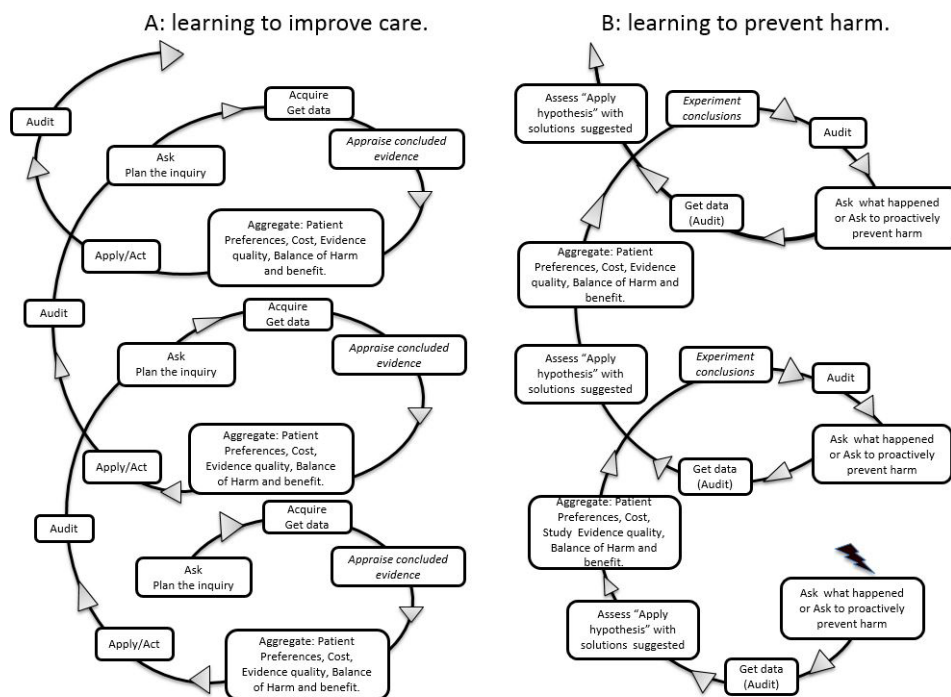 A: learning to improve care.
Audit
Acquire
Get data
Ask
Plan the inquiry
Appraise concluded
evidence
Aggregate: Patient
Preferences, Cost, Evidence
quality, Balance of Harm
and benefit.
Apply/Act
Audit
Acquire
Get data
Ask
Plan the inquiry
Appraise concluded
evidence
Aggregate: Patient
Preferences, Cost,
Evidence quality, Balance
of Harm and benefit.
Apply/Act
Audit
Acquire
Get data
Ask
Plan the inquiry
Appraise concluded
evidence
Aggregate: Patient
Preferences, Cost,
Evidence quality, Balance
of Harm and benefit.
Apply/Act
B: learning to prevent harm.
Assess “Apply
hypothesis” with
solutions suggested
Experiment
conclusions
Audit
Ask what happened
or Ask to proactively
prevent harm
Get data
(Audit)
Aggregate: Patient
Preferences, Cost, Evidence
quality, Balance of Harm and
benefit.
Assess “Apply
hypothesis” with
solutions suggested
Experiment
conclusions
Audit
Ask what happened
or Ask to proactively
prevent harm
Get data
(Audit)
Aggregate: Patient
Preferences, Cost,
Study Evidence quality,
Balance of Harm and
benefit.
Ask what happened
or Ask to proactively
prevent harm
Assess “Apply
hypothesis” with
solutions suggested
Get data
(Audit)